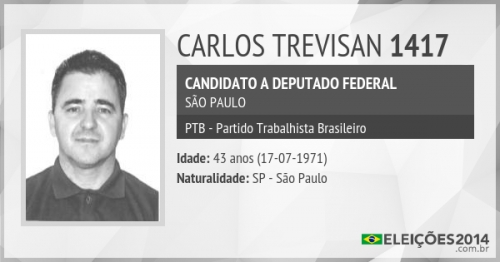 CARLOS TREVISAN 1417
CANDIDATO A DEPUTADO FEDERAL
SÃO PAULO
PTB - Partido Trabalhista Brasileiro
Idade: 43 anos (17-07-1971)
Naturalidade: SP - São Paulo
ELEIÇÕES2014
.com.br